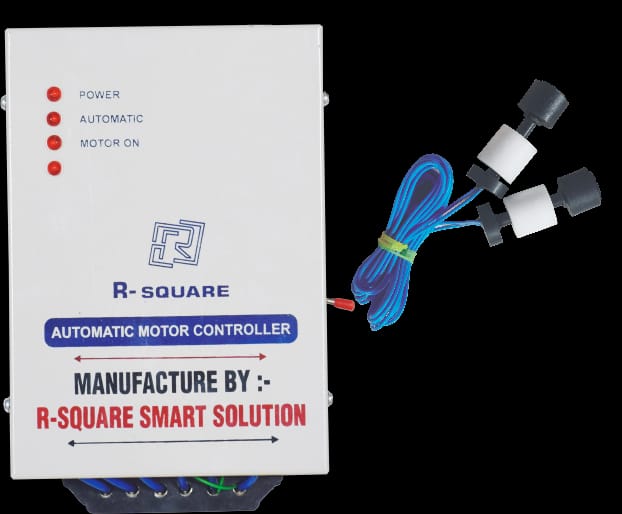 POWER
AUTOMATIC
MOTOR ON
R-SQUARE
AUTOMATIC MOTOR CONTROLLER
MANUFACTURE BY :-
R-SQUARE SMART SOLUTION